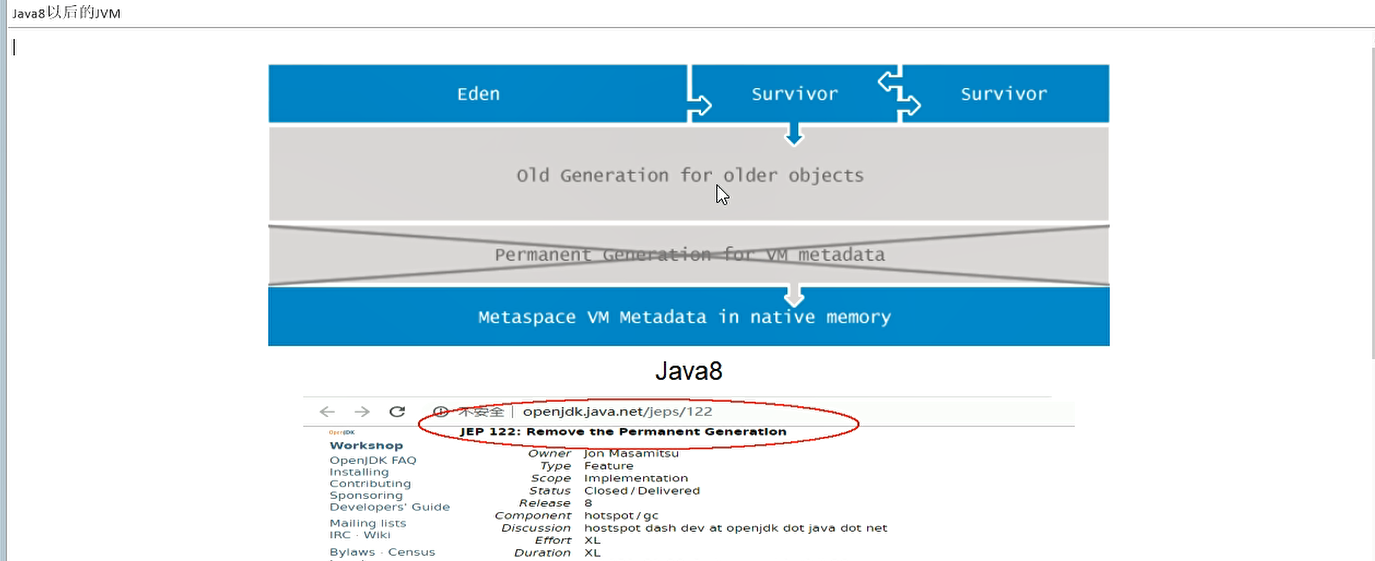 Java8以后的JVM
Eden
Survivor
Survivor
Old Generation for older objects
Permanent Generation for VM metadata
Metaspace VM Metadata in native memory
Java8
不安全 | openjdk.java.net/jeps/122
OpenJDK
JEP 122: Remove the Permanent Generation
Workshop
OpenJDK FAQ
Installing
Contributing
Sponsoring
Developers' Guide
Mailing lists
IRC · Wiki
Bylaws · Census
Owner Jon Masamitsu
Type Feature
Scope Implementation
Status Closed / Delivered
Release 8
Component hotspot / gc
Discussion hostspot dash dev at openjdk dot java dot net
Effort XL
Duration XL